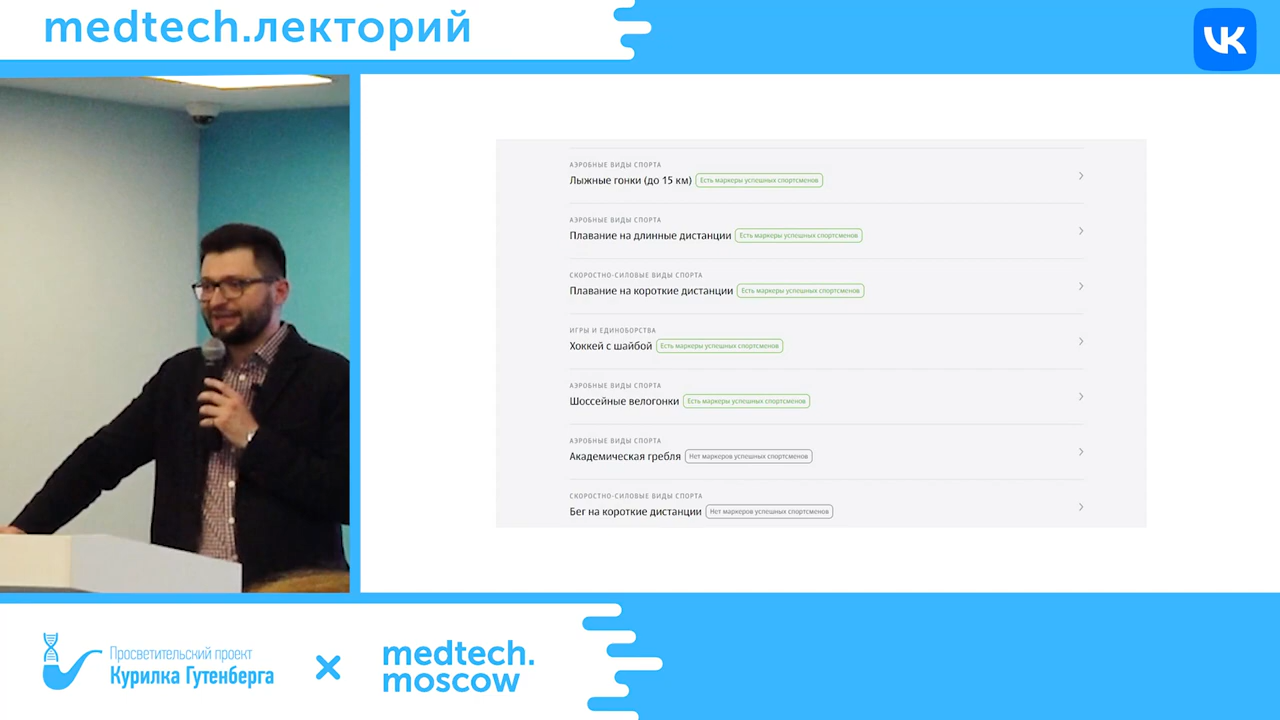 medtech.лекторий
VK
АЭРОБНЫЕ ВИДЫ СПОРТА
Лыжные гонки (до 15 км) Есть маркеры успешных спортсменов
АЭРОБНЫЕ ВИДЫ СПОРТА
Плавание на длинные дистанции Есть маркеры успешных спортсменов
СКОРОСТНО-СИЛОВЫЕ ВИДЫ СПОРТА
Плавание на короткие дистанции Есть маркеры успешных спортсменов
ИГРЫ И ЕДИНОБОРСТВА
Хоккей с шайбой Есть маркеры успешных спортсменов
АЭРОБНЫЕ ВИДЫ СПОРТА
Шоссейные велогонки Есть маркеры успешных спортсменов
АЭРОБНЫЕ ВИДЫ СПОРТА
Академическая гребля Нет маркеров успешных спортсменов
СКОРОСТНО-СИЛОВЫЕ ВИДЫ СПОРТА
Бег на короткие дистанции Нет маркеров успешных спортсменов
Просветительский проект
Курилка Гутенберга
medtech.
moscow